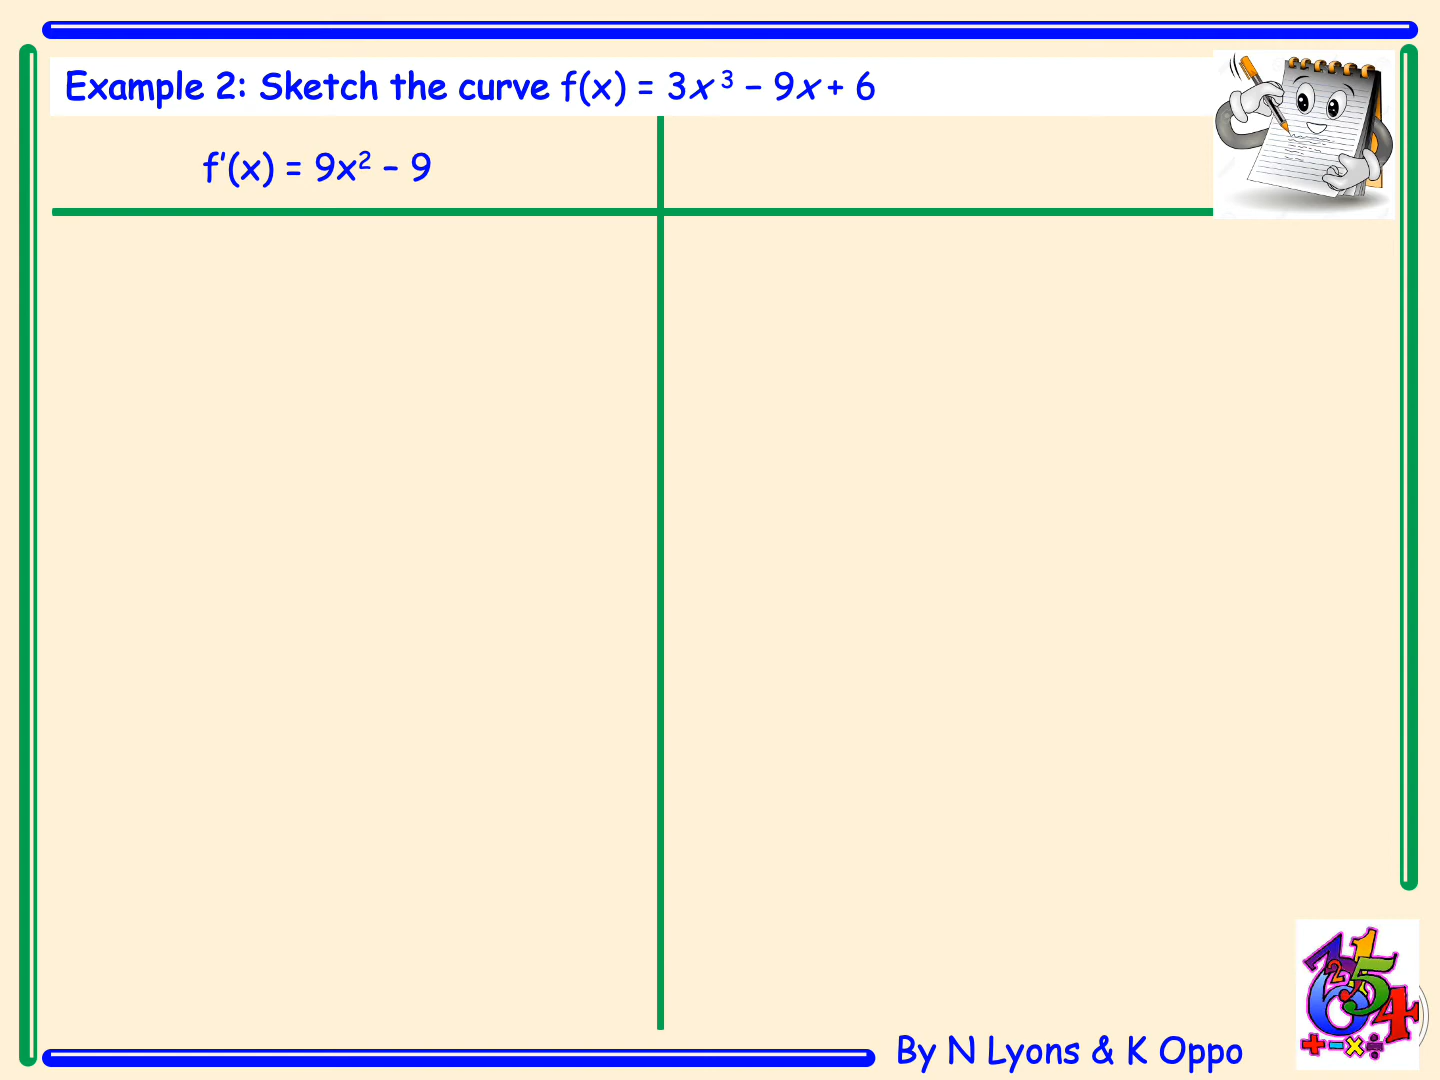 Example 2: Sketch the curve f(x) = 3x³ − 9x + 6
f'(x) = 9x² − 9
By N Lyons & K Oppo